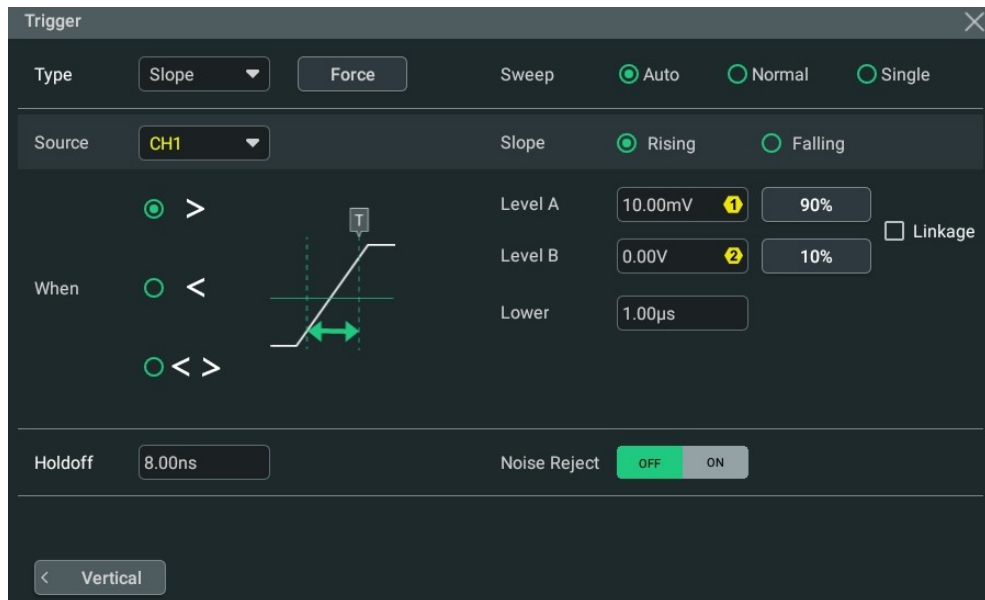 Trigger
Type Slope Force Sweep Auto Normal Single
Source CH1 Slope Rising Falling
When > < < >
T
Level A 10.00mV 1 90%
Level B 0.00V 2 10%
Linkage
Lower 1.00µs
Holdoff 8.00ns Noise Reject OFF ON
< Vertical